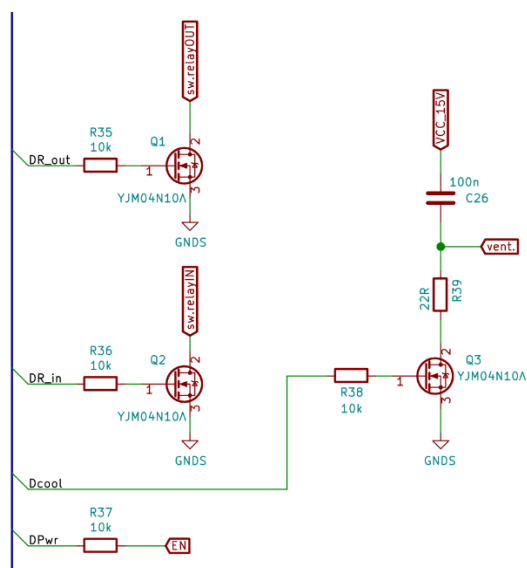 sw.relayOUT
DR_out
R35
10k
Q1
1
2
3
YJM04N10A
GNDS
VCC_15V
100n
C26
vent.
22R
R39
sw.relayIN
DR_in
R36
10k
Q2
1
2
3
YJM04N10A
GNDS
R38
10k
Q3
1
2
3
YJM04N10A
GNDS
Dcool
DPwr
R37
10k
EN